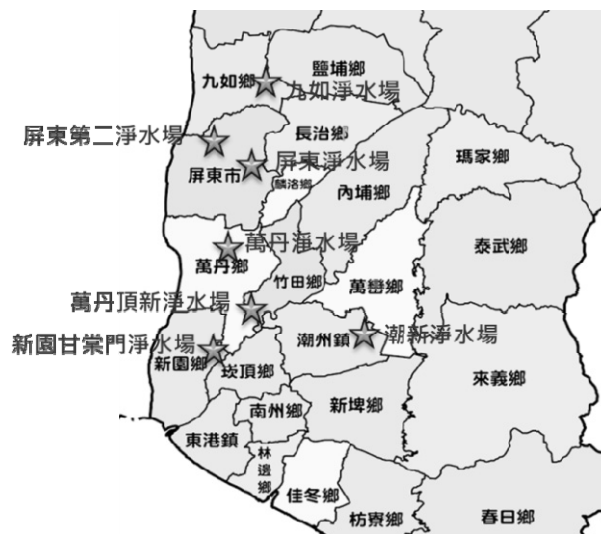 九如鄉
鹽埔鄉
九如淨水場
屏東第二淨水場
長治鄉
屏東淨水場
瑪家鄉
屏東市
麟洛鄉
內埔鄉
萬丹淨水場
泰武鄉
萬丹鄉
竹田鄉
萬巒鄉
萬丹頂新淨水場
潮州鎮
潮新淨水場
新園甘棠門淨水場
新園鄉
崁頂鄉
來義鄉
南州鄉
新埤鄉
東港鎮
林邊鄉
佳冬鄉
枋寮鄉
春日鄉